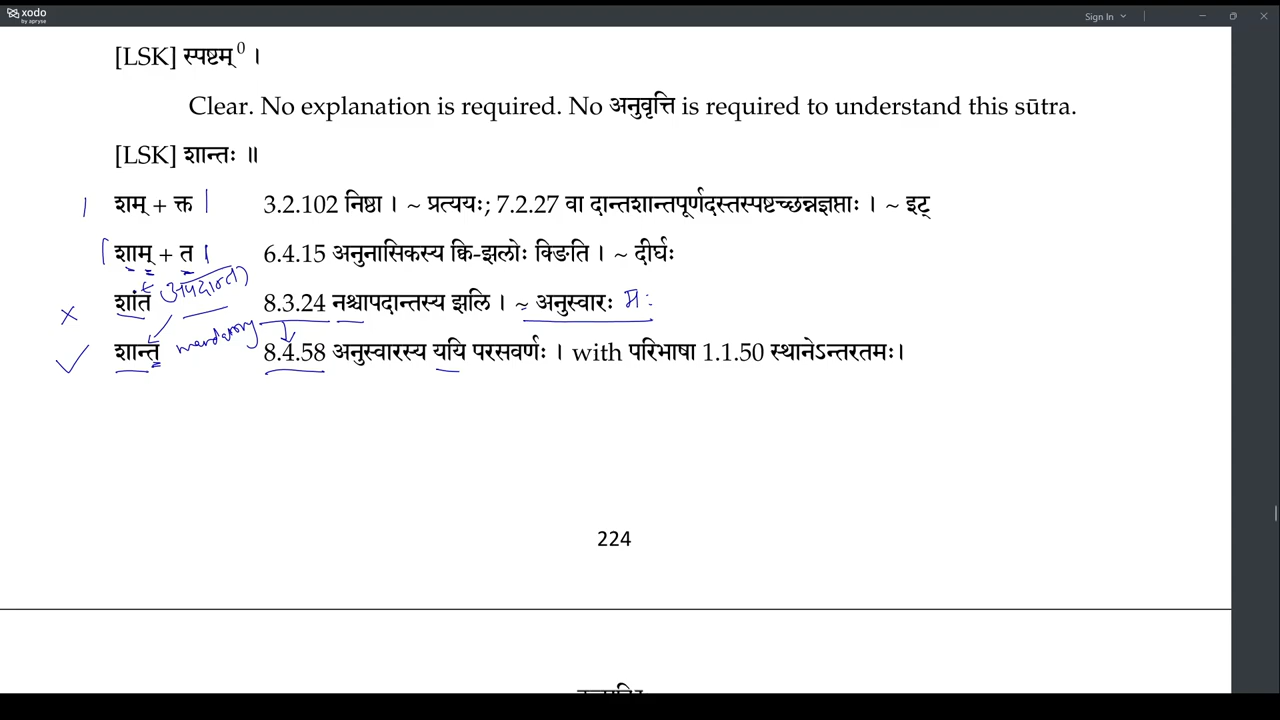 xodo
by apryse
Sign In
[LSK] स्पष्टम्⁰ ।
Clear. No explanation is required. No अनुवृत्ति is required to understand this sūtra.
[LSK] शान्तः ॥
शम् + क्त 3.2.102 निष्ठा । ~ प्रत्ययः; 7.2.27 वा दान्तशान्तपूर्णदस्तस्पष्टच्छन्नज्ञप्ताः । ~ इट्
शाम् + त 6.4.15 अनुनासिकस्य क्वि-झलोः क्ङिति । ~ दीर्घः
अपदान्त
शांत 8.3.24 नश्चापदान्तस्य झलि । ~ अनुस्वारः मः
mandatory
शान्त 8.4.58 अनुस्वारस्य ययि परसवर्णः । with परिभाषा 1.1.50 स्थानेऽन्तरतमः।
224